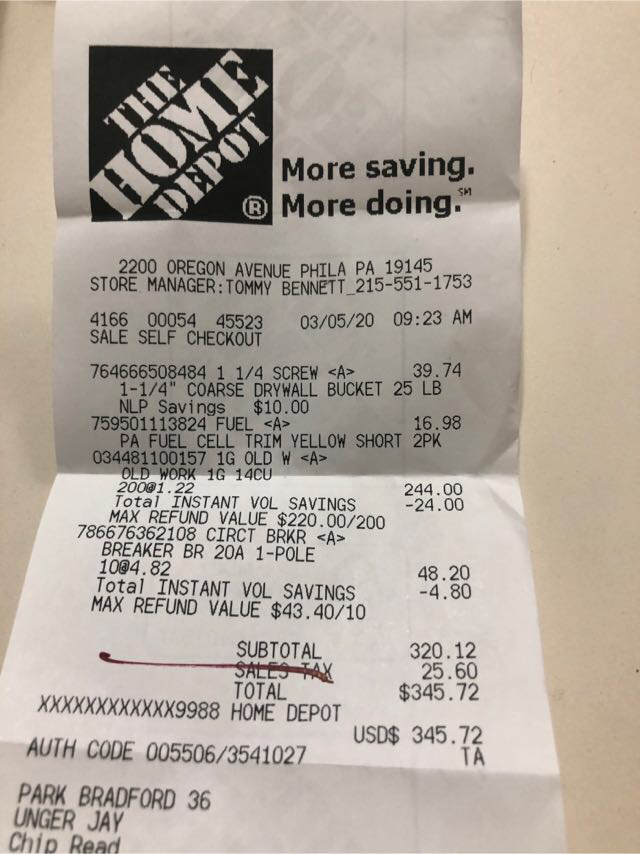 THE
HOME
DEPOT
®
More saving.
More doing.℠
2200 OREGON AVENUE PHILA PA 19145
STORE MANAGER:TOMMY BENNETT 215-551-1753
4166 00054 45523 03/05/20 09:23 AM
SALE SELF CHECKOUT
764666508484 1 1/4 SCREW <A> 39.74
1-1/4" COARSE DRYWALL BUCKET 25 LB
NLP Savings $10.00
759501113824 FUEL <A> 16.98
PA FUEL CELL TRIM YELLOW SHORT 2PK
034481100157 1G OLD W <A>
OLD WORK 1G 14CU
200@1.22 244.00
Total INSTANT VOL SAVINGS -24.00
MAX REFUND VALUE $220.00/200
786676362108 CIRCT BRKR <A>
BREAKER BR 20A 1-POLE
10@4.82 48.20
Total INSTANT VOL SAVINGS -4.80
MAX REFUND VALUE $43.40/10
SUBTOTAL 320.12
SALES TAX 25.60
TOTAL $345.72
XXXXXXXXXXXX9988 HOME DEPOT
USD$ 345.72
AUTH CODE 005506/3541027 TA
PARK BRADFORD 36
UNGER JAY
Chip Read